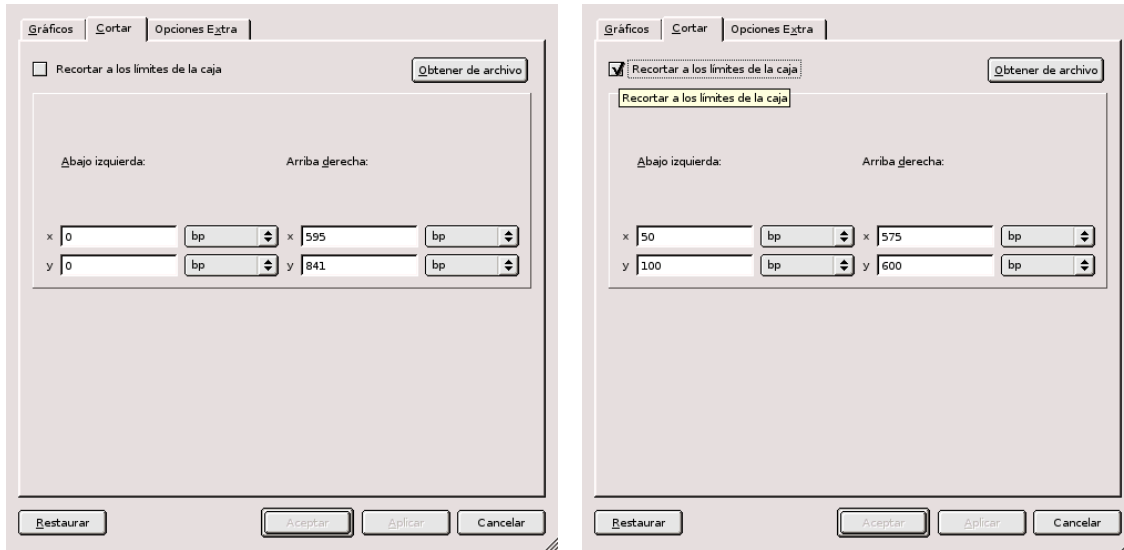 Gráficos Cortar Opciones Extra
Recortar a los límites de la caja Obtener de archivo
Abajo izquierda: Arriba derecha:
x 0 bp x 595 bp
y 0 bp y 841 bp
Restaurar Aceptar Aplicar Cancelar
Gráficos Cortar Opciones Extra
Recortar a los límites de la caja Obtener de archivo
Recortar a los límites de la caja
Abajo izquierda: Arriba derecha:
x 50 bp x 575 bp
y 100 bp y 600 bp
Restaurar Aceptar Aplicar Cancelar